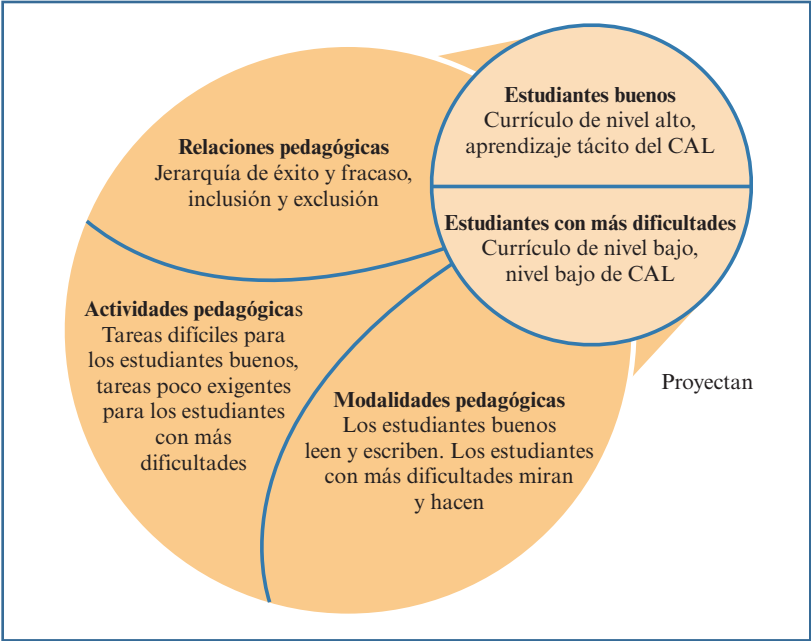 Estudiantes buenos
Currículo de nivel alto,
aprendizaje tácito del CAL
Relaciones pedagógicas
Jerarquía de éxito y fracaso,
inclusión y exclusión
Estudiantes con más dificultades
Currículo de nivel bajo,
nivel bajo de CAL
Actividades pedagógicas
Tareas difíciles para
los estudiantes buenos,
tareas poco exigentes
para los estudiantes
con más
dificultades
Modalidades pedagógicas
Los estudiantes buenos
leen y escriben. Los estudiantes
con más dificultades miran
y hacen
Proyectan